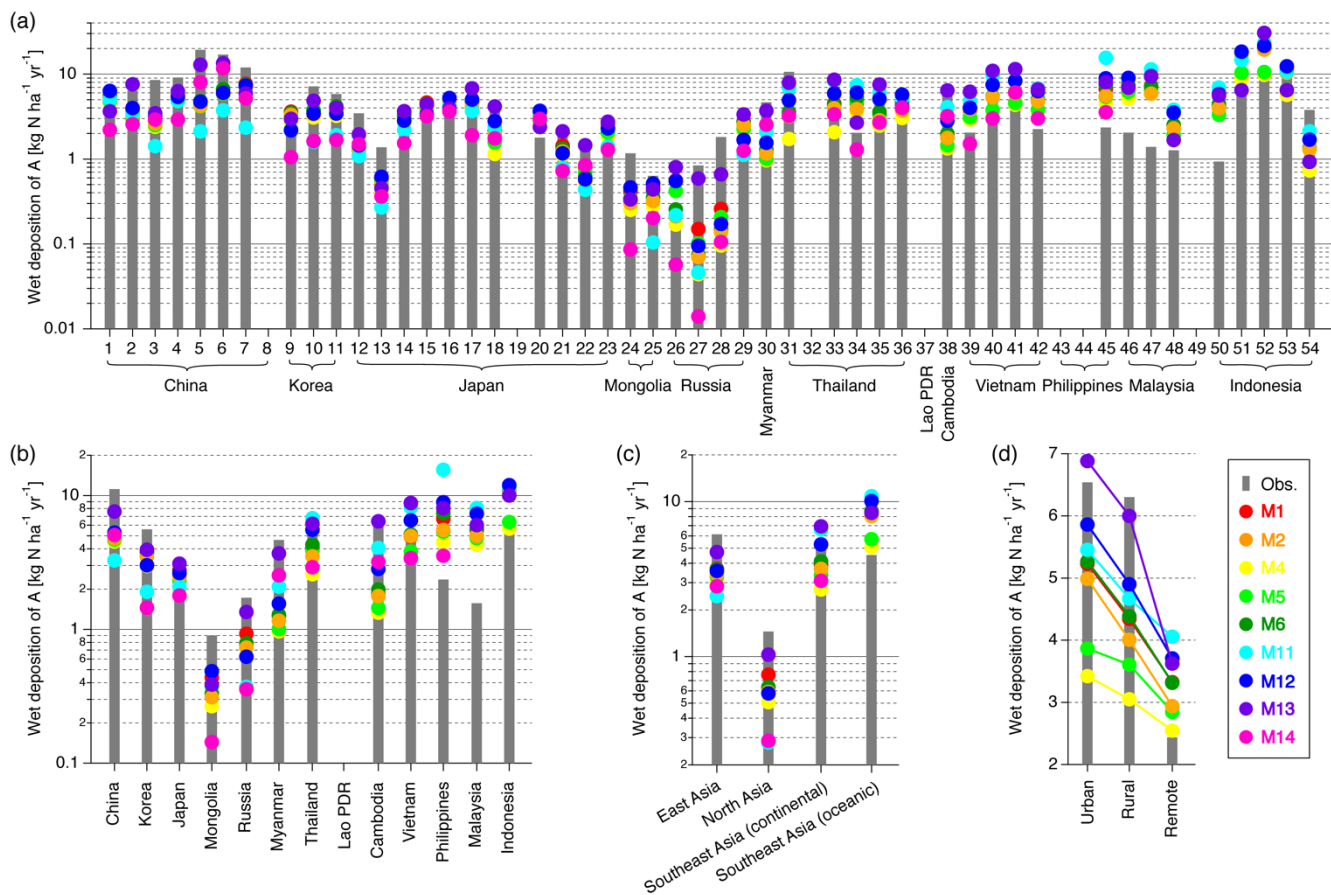 (a)
Wet deposition of A [kg N ha⁻¹ yr⁻¹]
10
1
0.1
0.01
1 2 3 4 5 6 7 8 9 10 11 12 13 14 15 16 17 18 19 20 21 22 23 24 25 26 27 28 29 30 31 32 33 34 35 36 37 38 39 40 41 42 43 44 45 46 47 48 49 50 51 52 53 54
China Korea Japan Mongolia Russia Myanmar Thailand Lao PDR Cambodia Vietnam Philippines Malaysia Indonesia
(b)
Wet deposition of A [kg N ha⁻¹ yr⁻¹]
2
10
8
6
4
2
1
8
6
4
2
0.1
China
Korea
Japan
Mongolia
Russia
Myanmar
Thailand
Lao PDR
Cambodia
Vietnam
Philippines
Malaysia
Indonesia
(c)
Wet deposition of A [kg N ha⁻¹ yr⁻¹]
2
10
6
5
4
3
2
1
6
5
4
3
2
East Asia
North Asia
Southeast Asia (continental)
Southeast Asia (oceanic)
(d)
Wet deposition of A [kg N ha⁻¹ yr⁻¹]
7
6
5
4
3
2
Urban
Rural
Remote
Obs.
M1
M2
M4
M5
M6
M11
M12
M13
M14